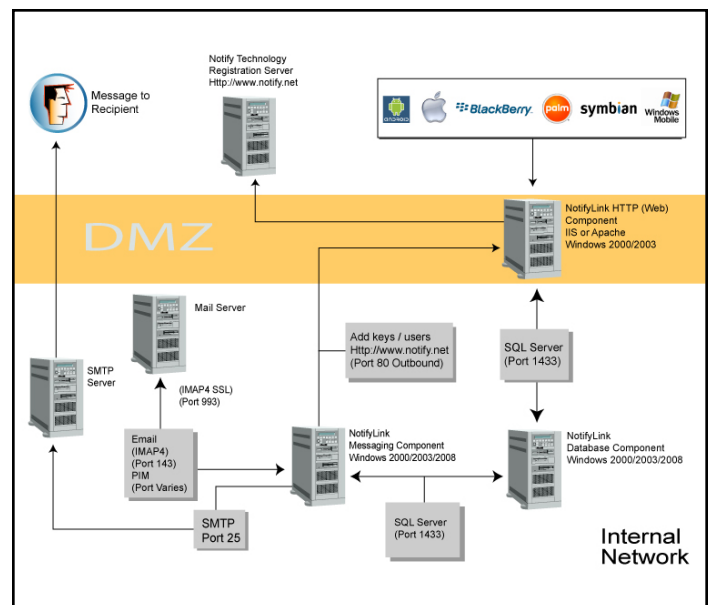 Notify Technology
Registration Server
Http://www.notify.net
Message to
Recipient
ANDROID
BlackBerry
palm
symbian
Windows
Mobile
NotifyLink HTTP (Web)
Component
IIS or Apache
Windows 2000/2003
DMZ
Mail Server
SMTP
Server
(IMAP4 SSL)
(Port 993)
Add keys / users
Http://www.notify.net
(Port 80 Outbound)
SQL Server
(Port 1433)
Email
(IMAP4)
(Port 143)
PIM
(Port Varies)
NotifyLink
Messaging Component
Windows 2000/2003/2008
NotifyLink
Database Component
Windows 2000/2003/2008
SMTP
Port 25
SQL Server
(Port 1433)
Internal
Network